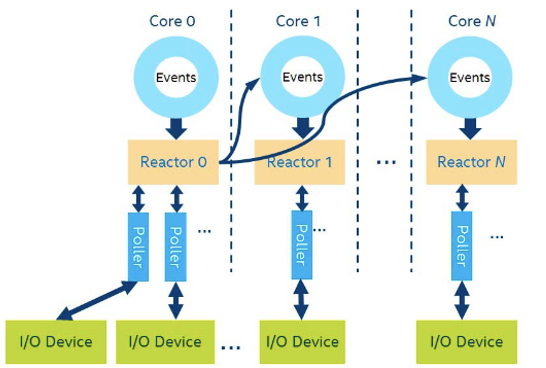 Core 0
Core 1
Core N
Events
Events
Events
Reactor 0
Reactor 1
...
Reactor N
Poller
Poller
...
Poller
...
Poller
...
I/O Device
I/O Device
...
I/O Device
I/O Device